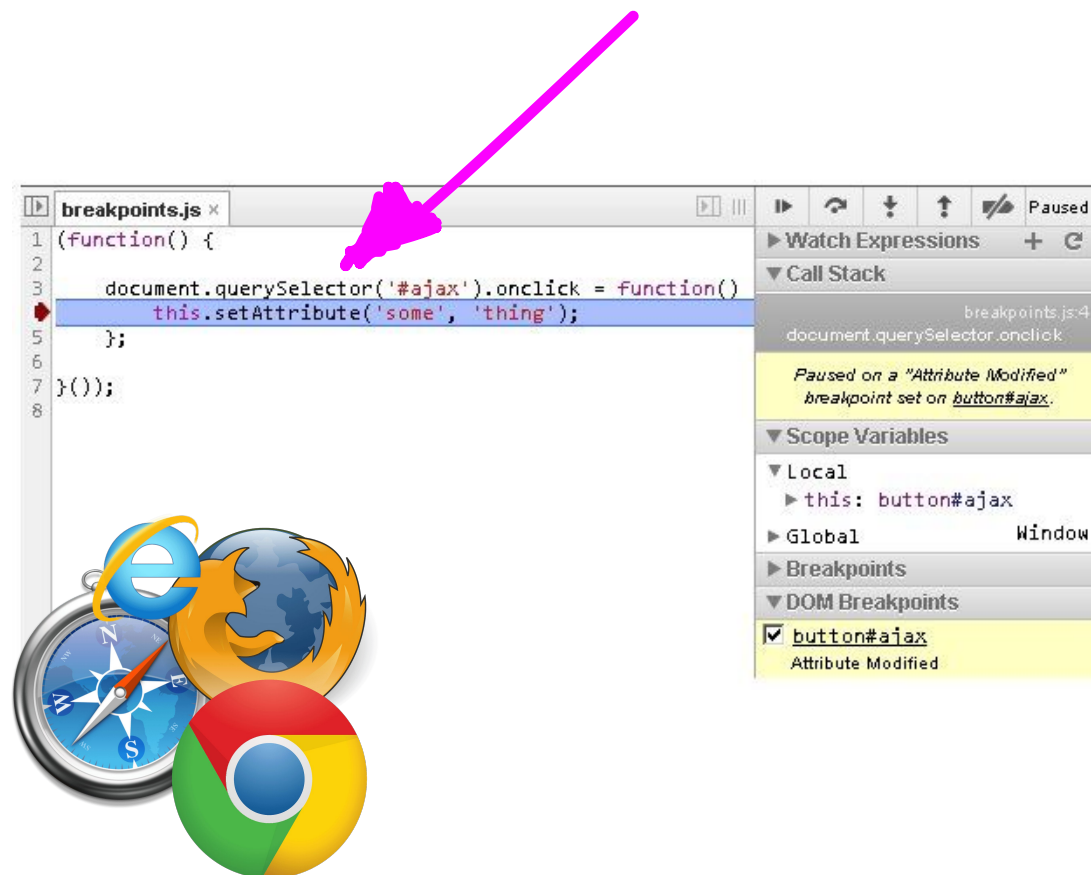 breakpoints.js ×
1 (function() {
2
3 document.querySelector('#ajax').onclick = function()
this.setAttribute('some', 'thing');
5 };
6
7 }());
8
Paused
Watch Expressions
Call Stack
breakpoints.js:4
document.querySelector.onclick
Paused on a "Attribute Modified"
breakpoint set on button#ajax.
Scope Variables
Local
this: button#ajax
Global Window
Breakpoints
DOM Breakpoints
button#ajax
Attribute Modified
N
E
S
W